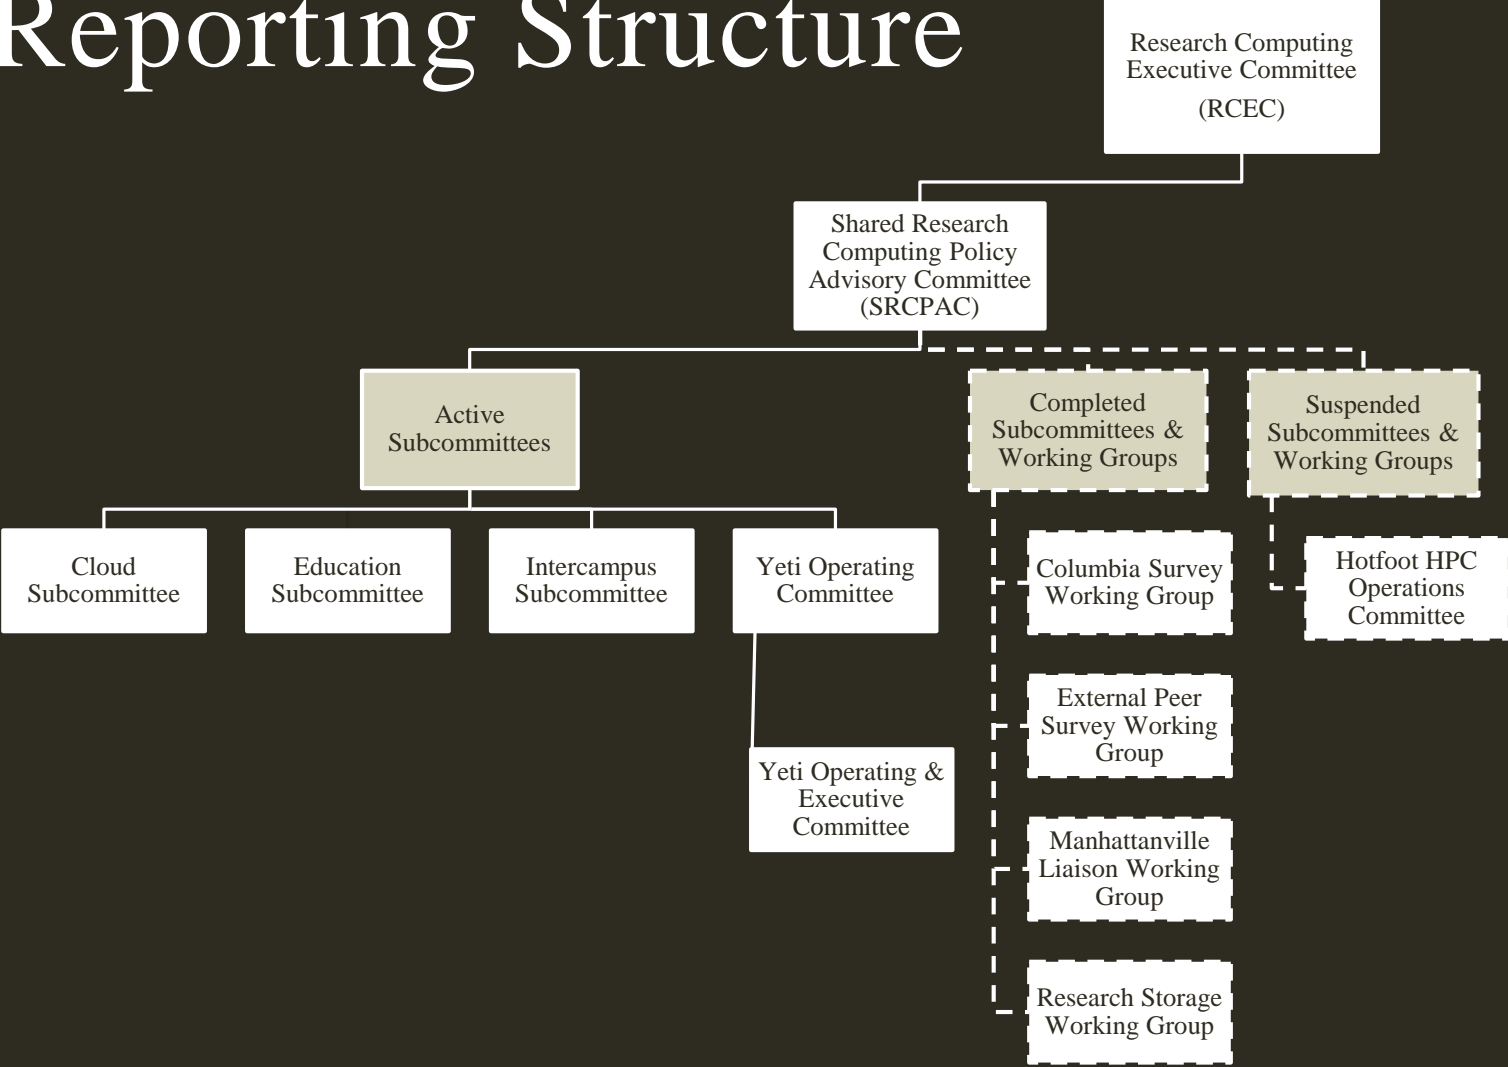 Reporting Structure
Research Computing
Executive Committee
(RCEC)
Shared Research
Computing Policy
Advisory Committee
(SRCPAC)
Active
Subcommittees
Completed
Subcommittees &
Working Groups
Suspended
Subcommittees &
Working Groups
Cloud
Subcommittee
Education
Subcommittee
Intercampus
Subcommittee
Yeti Operating
Committee
Columbia Survey
Working Group
Hotfoot HPC
Operations
Committee
External Peer
Survey Working
Group
Yeti Operating &
Executive
Committee
Manhattanville
Liaison Working
Group
Research Storage
Working Group